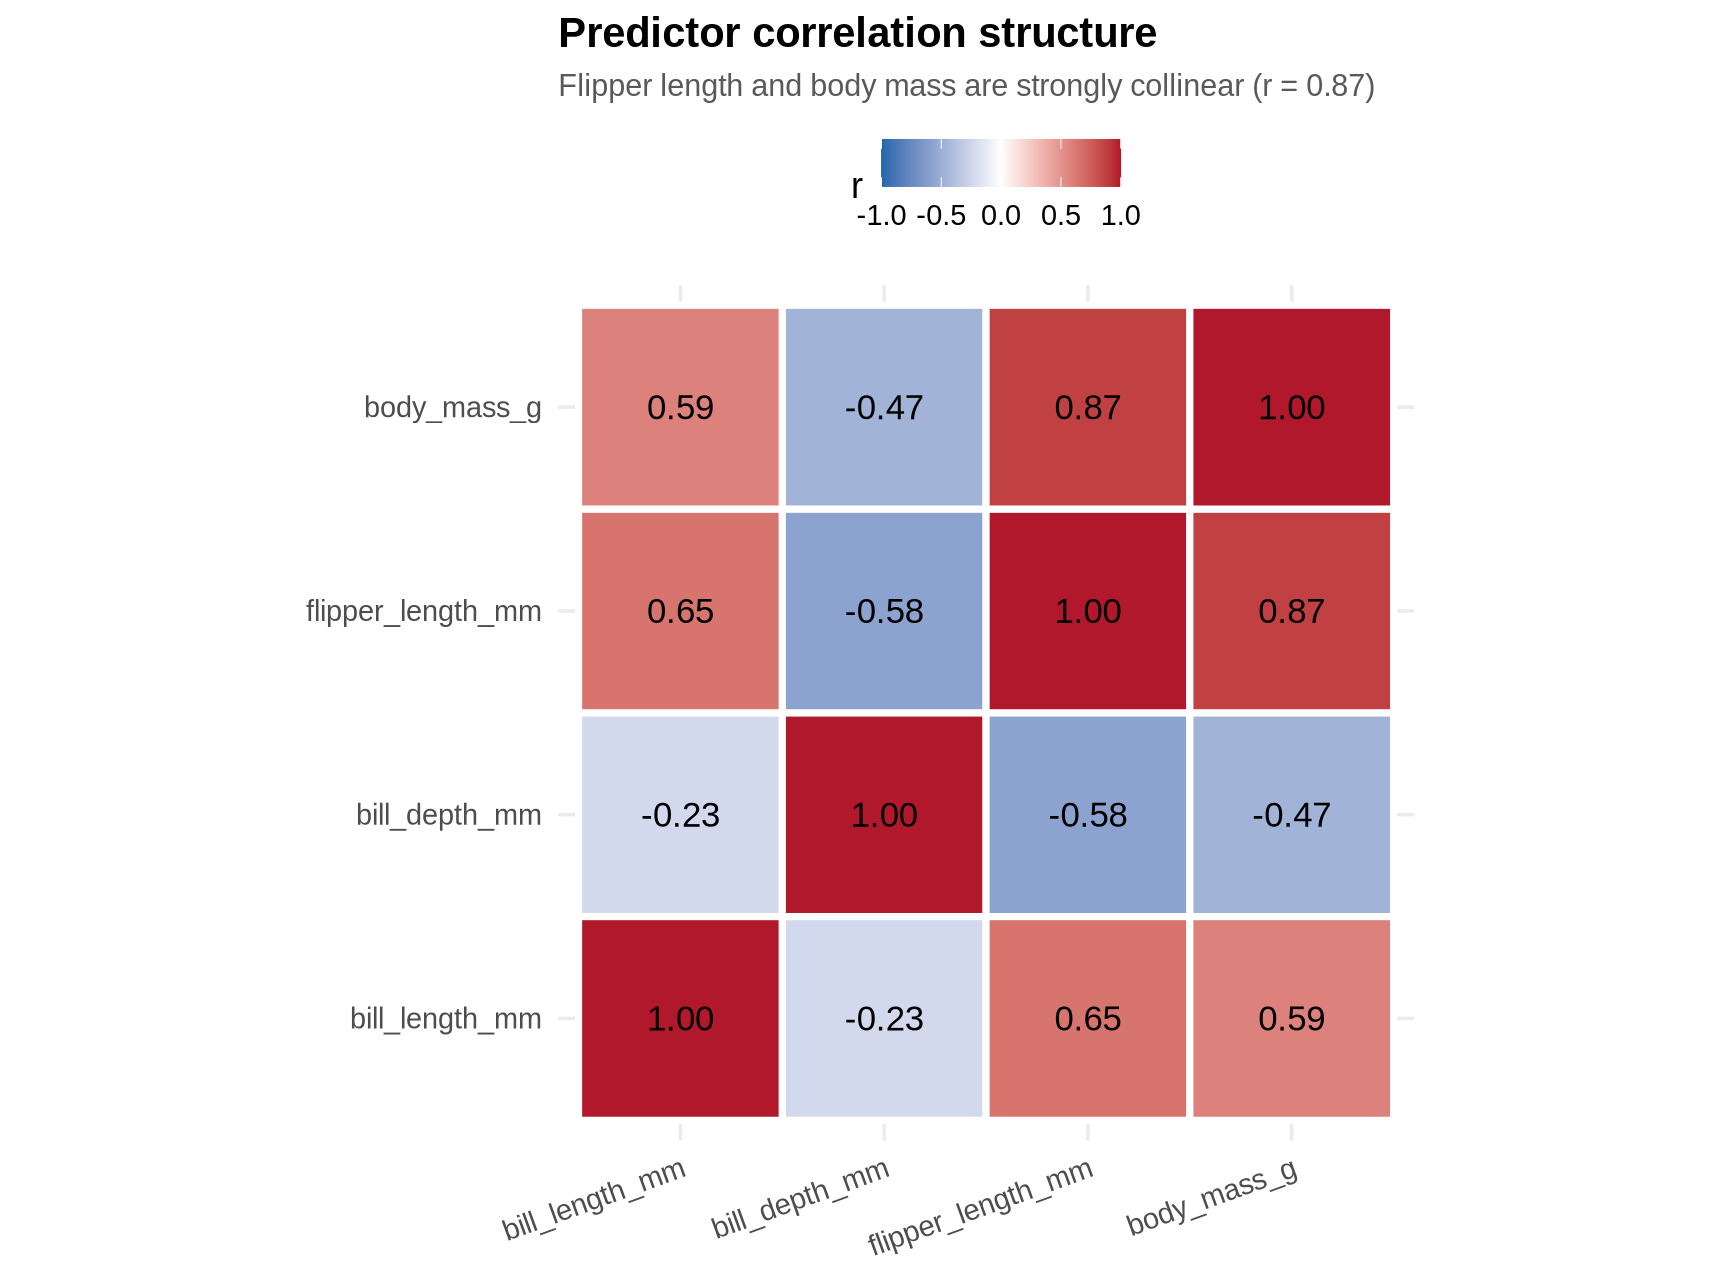 Predictor correlation structure
Flipper length and body mass are strongly collinear (r = 0.87)
r
-1.0 -0.5 0.0 0.5 1.0
body_mass_g 0.59 -0.47 0.87 1.00
flipper_length_mm 0.65 -0.58 1.00 0.87
bill_depth_mm -0.23 1.00 -0.58 -0.47
bill_length_mm 1.00 -0.23 0.65 0.59
bill_length_mm bill_depth_mm flipper_length_mm body_mass_g